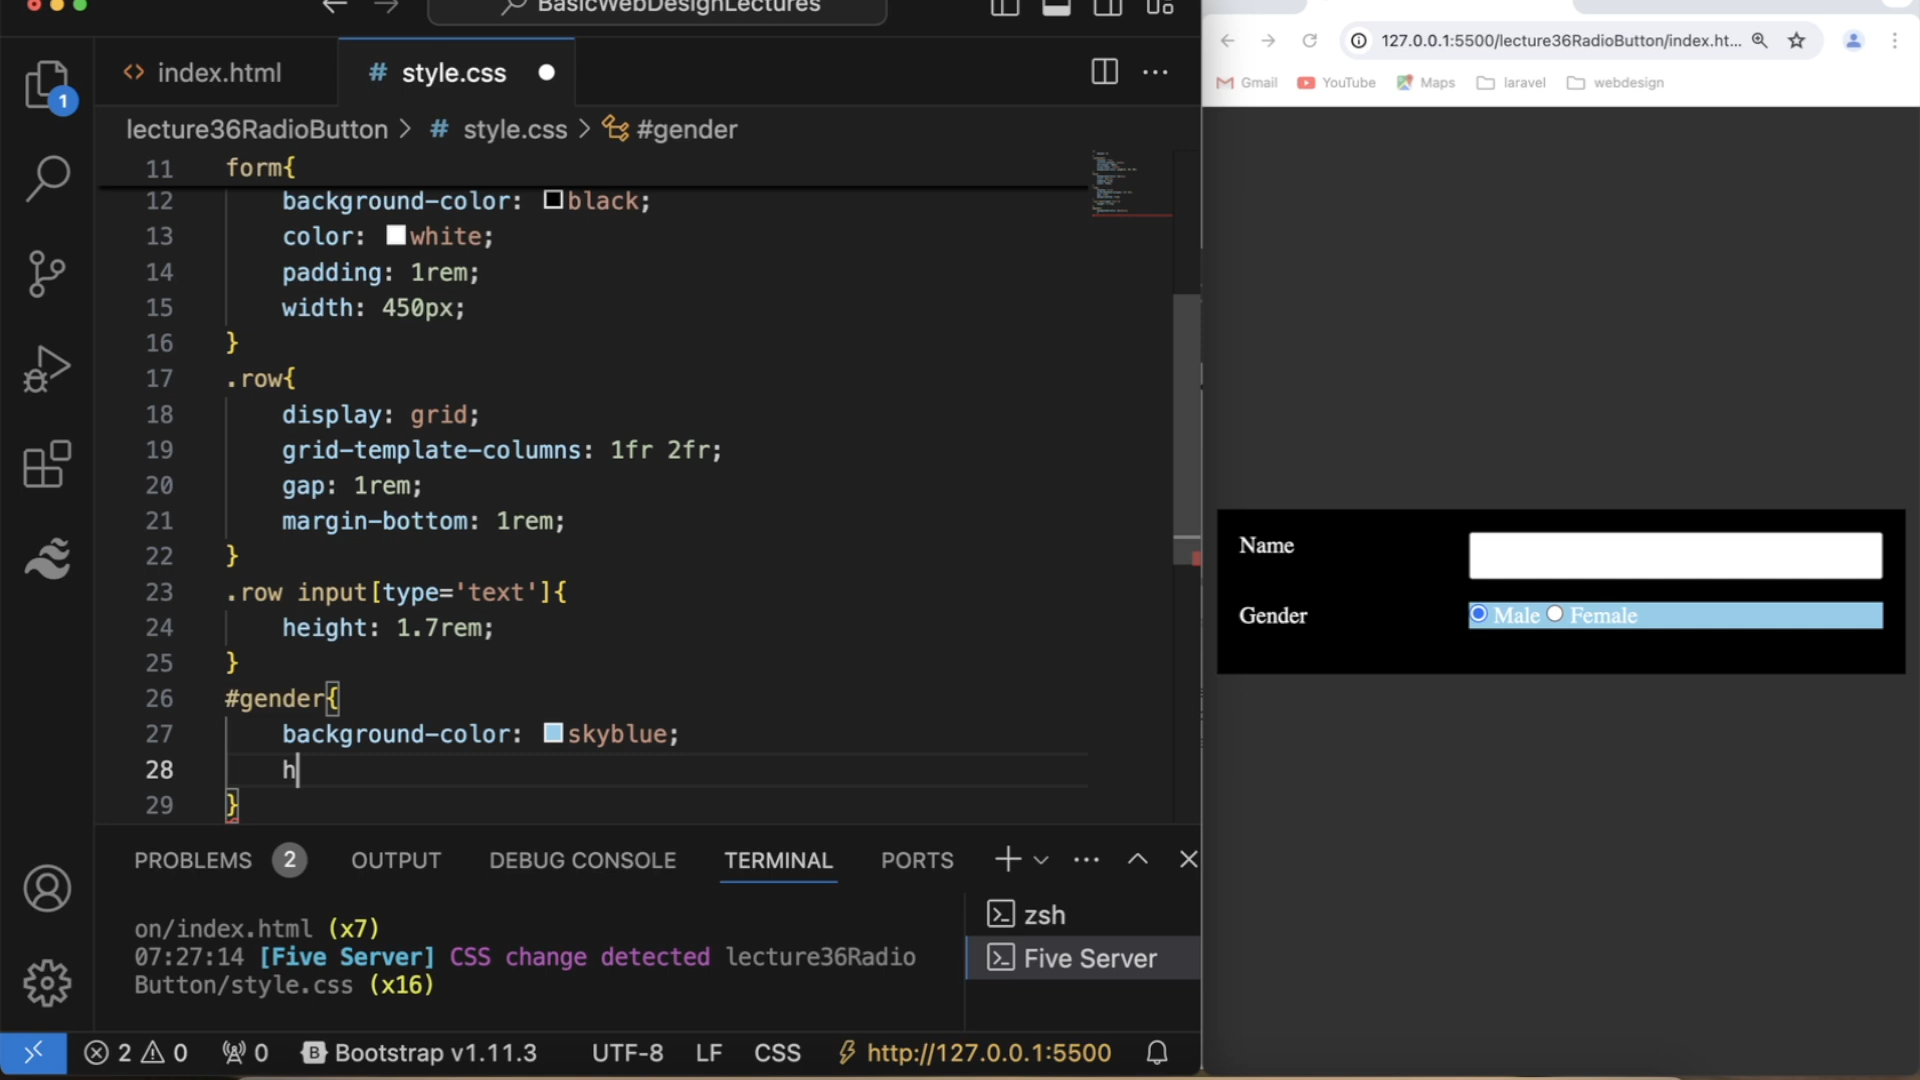 BasicWebDesignLectures
index.html
# style.css
lecture36RadioButton > # style.css > #gender
1
11 form{
12 background-color: black;
13 color: white;
14 padding: 1rem;
15 width: 450px;
16 }
17 .row{
18 display: grid;
19 grid-template-columns: 1fr 2fr;
20 gap: 1rem;
21 margin-bottom: 1rem;
22 }
23 .row input[type='text']{
24 height: 1.7rem;
25 }
26 #gender{
27 background-color: skyblue;
28 h
29 }
PROBLEMS 2 OUTPUT DEBUG CONSOLE TERMINAL PORTS
on/index.html (x7)
07:27:14 [Five Server] CSS change detected lecture36Radio
Button/style.css (x16)
zsh
Five Server
2 0 0 Bootstrap v1.11.3 UTF-8 LF CSS http://127.0.0.1:5500
127.0.0.1:5500/lecture36RadioButton/index.ht...
Gmail YouTube Maps laravel webdesign
Name
Gender Male Female